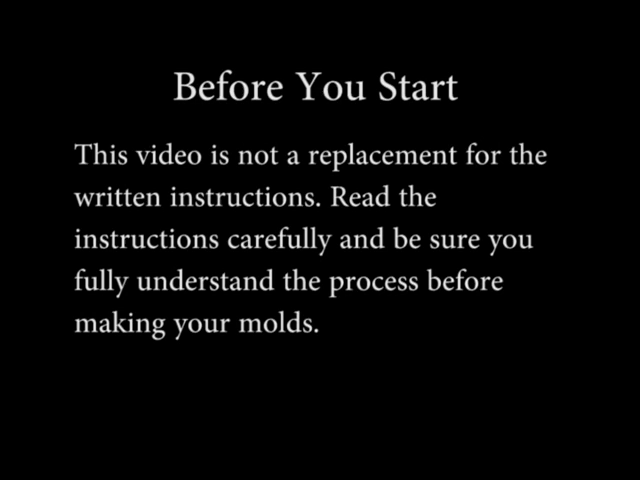 Before You Start
This video is not a replacement for the
written instructions. Read the
instructions carefully and be sure you
fully understand the process before
making your molds.